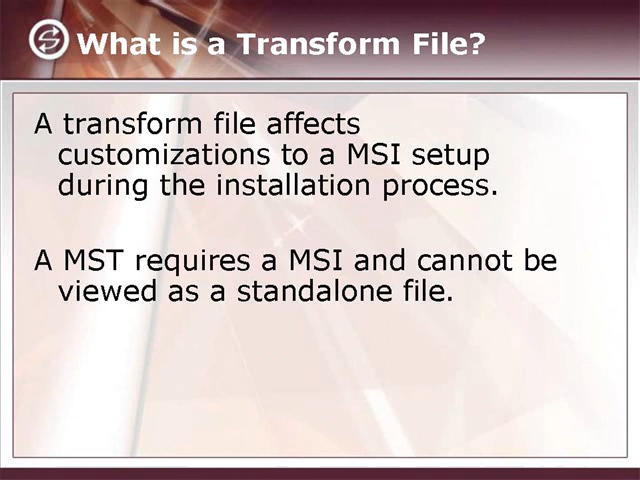 What is a Transform File?
A transform file affects
customizations to a MSI setup
during the installation process.
A MST requires a MSI and cannot be
viewed as a standalone file.